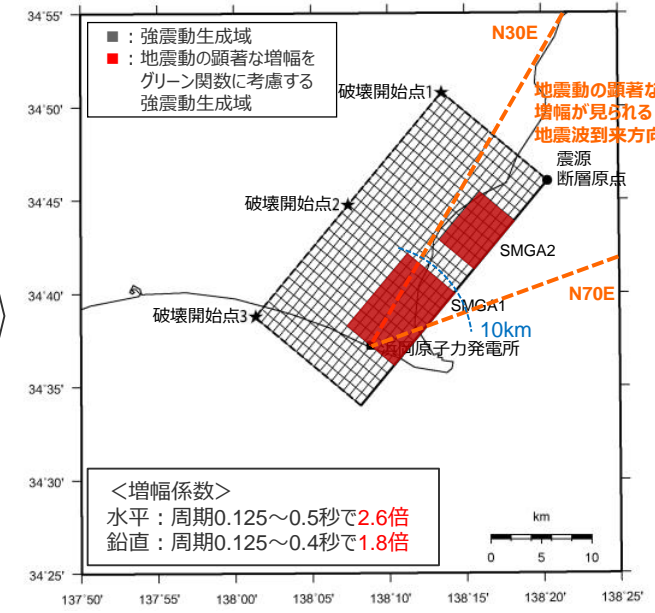 34°55'
■：強震動生成域
■：地震動の顕著な増幅を
グリーン関数に考慮する
強震動生成域
N30E
地震動の顕著な
増幅が見られる
地震波到来方向
34°50'
破壊開始点1
震源
断層原点
34°45'
破壊開始点2
SMGA2
34°40'
破壊開始点3
SMGA1
N70E
10km
岡原子力発電所
34°35'
34°30'
＜増幅係数＞
水平：周期0.125～0.5秒で2.6倍
鉛直：周期0.125～0.4秒で1.8倍
km
0 5 10
34°25'
137°50' 137°55' 138°00' 138°05' 138°10' 138°15' 138°20' 138°25'